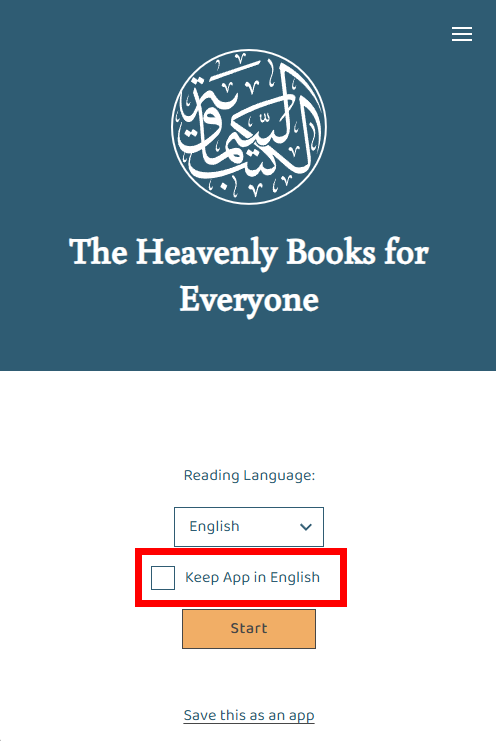 الكتب السماوية
The Heavenly Books for
Everyone
Reading Language:
English
Keep App in English
Start
Save this as an app